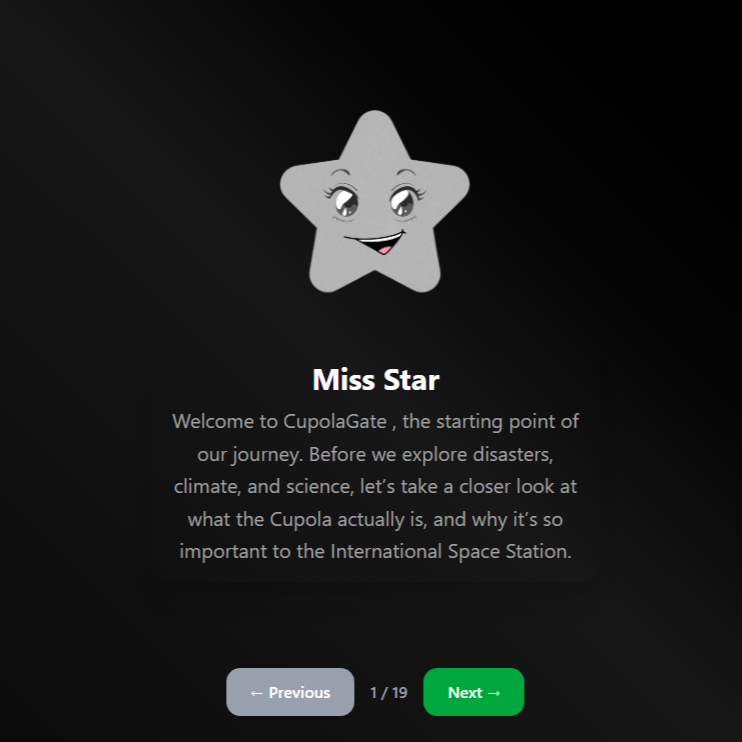 Miss Star
Welcome to CupolaGate , the starting point of
our journey. Before we explore disasters,
climate, and science, let’s take a closer look at
what the Cupola actually is, and why it’s so
important to the International Space Station.
← Previous
1 / 19
Next →